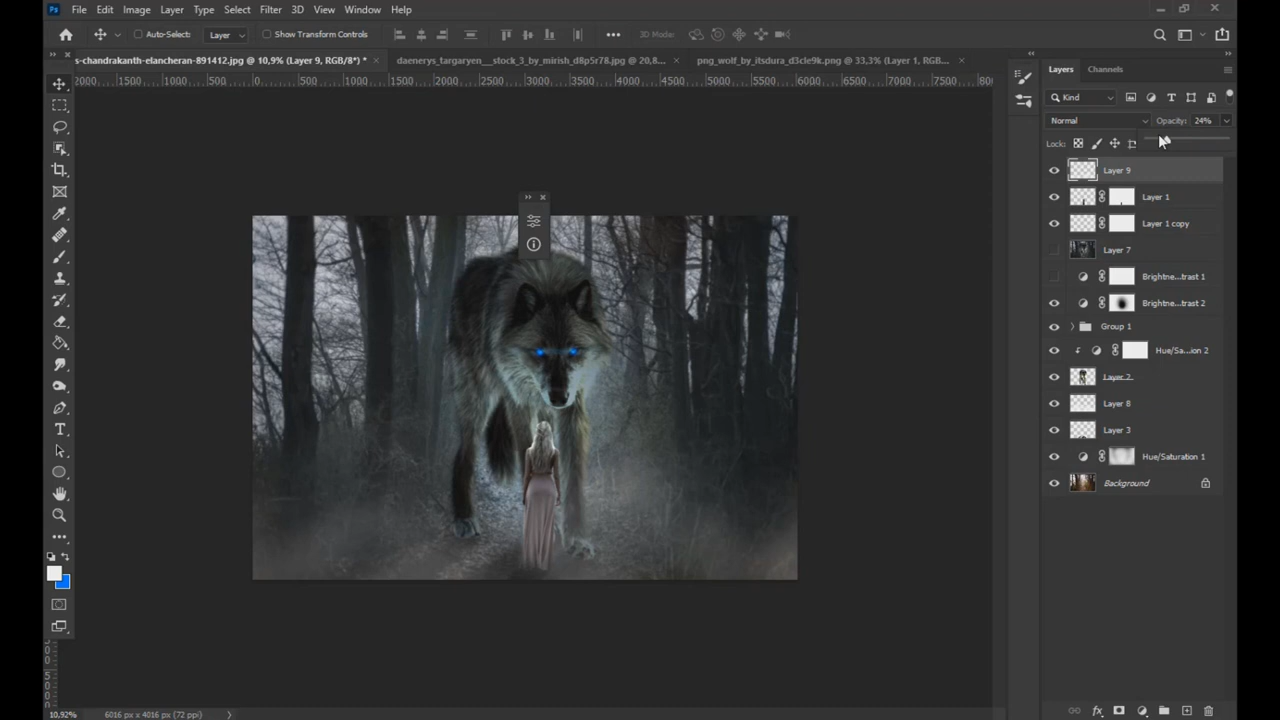 Ps File Edit Image Layer Type Select Filter 3D View Window Help
Auto-Select: Layer Show Transform Controls 3D Mode:
s-chandrakanth-elancheran-891412.jpg @ 10,9% (Layer 9, RGB/8*) * daenerys_targaryen__stock_3_by_mirish_d8p5r78.jpg @ 20,8... png_wolf_by_itsdura_d3cle9k.png @ 33,3% (Layer 1, RGB...
2000 1500 1000 500 0 500 1000 1500 2000 2500 3000 3500 4000 4500 5000 5500 6000 6500 7000 7500
Layers Channels
Kind
Normal Opacity: 24%
Lock:
Layer 9
Layer 1
Layer 1 copy
Layer 7
Brightne...trast 1
Brightne...trast 2
Group 1
Hue/Sa...ion 2
Layer 2
Layer 8
Layer 3
Hue/Saturation 1
Background
10,92% 6016 px x 4016 px (72 ppi)